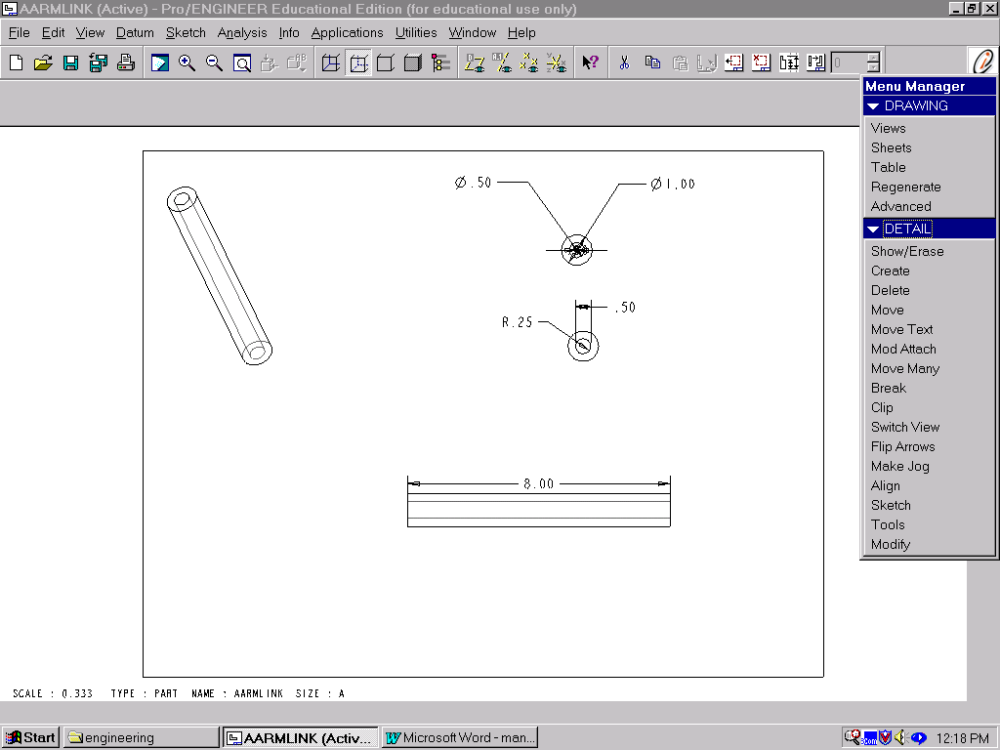 AARMLINK (Active) - Pro/ENGINEER Educational Edition (for educational use only)
File Edit View Datum Sketch Analysis Info Applications Utilities Window Help
0
Menu Manager
DRAWING
Views
Sheets
Table
Regenerate
Advanced
DETAIL
Show/Erase
Create
Delete
Move
Move Text
Mod Attach
Move Many
Break
Clip
Switch View
Flip Arrows
Make Jog
Align
Sketch
Tools
Modify
Ø.50
Ø1.00
.50
R.25
8.00
SCALE : 0.333 TYPE : PART NAME : AARMLINK SIZE : A
Start engineering AARMLINK (Activ... Microsoft Word - man... 12:18 PM